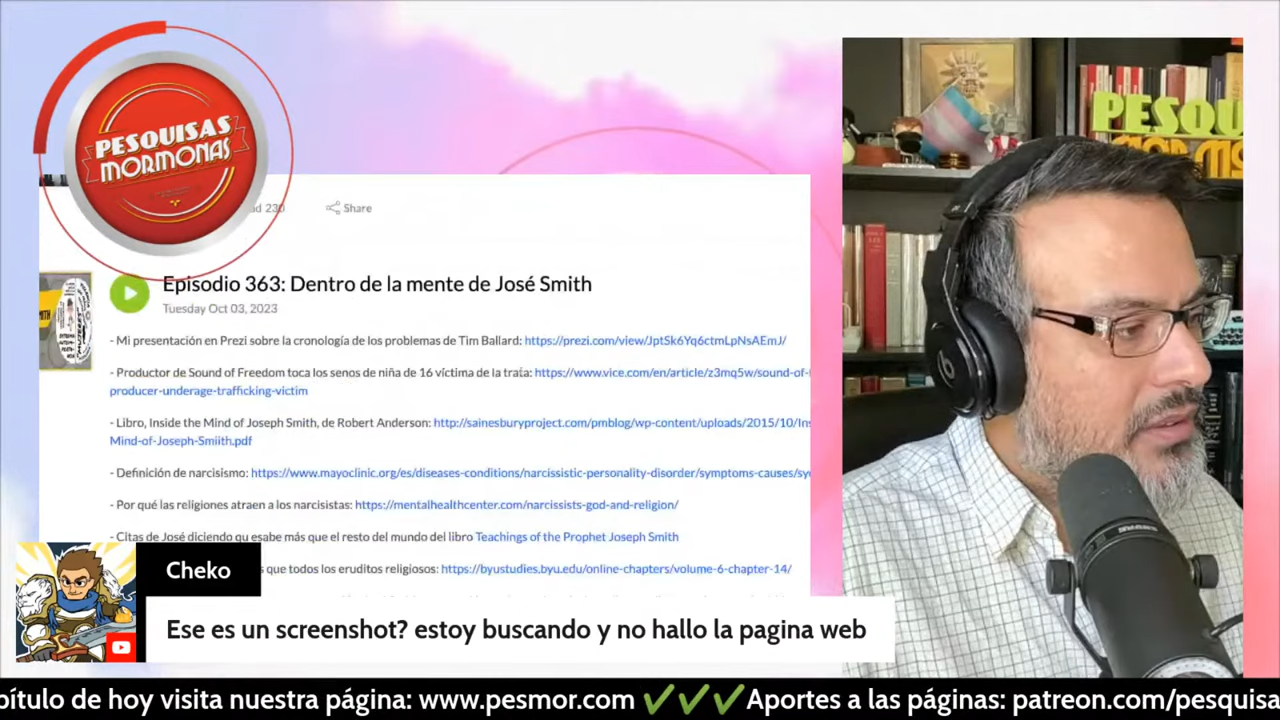 PESQUISAS
MORMONAS
PESQU
MOR MO
ad 230
Share
Episodio 363: Dentro de la mente de José Smith
Tuesday Oct 03, 2023
- Mi presentación en Prezi sobre la cronología de los problemas de Tim Ballard: https://prezi.com/view/JptSk6Yq6ctmLpNsAEmJ/
- Productor de Sound of Freedom toca los senos de niña de 16 víctima de la trata: https://www.vice.com/en/article/z3mq5w/sound-of-
producer-underage-trafficking-victim
- Libro, Inside the Mind of Joseph Smith, de Robert Anderson: http://sainesburyproject.com/pmblog/wp-content/uploads/2015/10/Ins
Mind-of-Joseph-Smiith.pdf
- Definición de narcisismo: https://www.mayoclinic.org/es/diseases-conditions/narcissistic-personality-disorder/symptoms-causes/sy
- Por qué las religiones atraen a los narcisistas: https://mentalhealthcenter.com/narcissists-god-and-religion/
- Citas de José diciendo qu esabe más que el resto del mundo del libro Teachings of the Prophet Joseph Smith
s que todos los eruditos religiosos: https://byustudies.byu.edu/online-chapters/volume-6-chapter-14/
Cheko
Ese es un screenshot? estoy buscando y no hallo la pagina web
pítulo de hoy visita nuestra página: www.pesmor.com ✓✓✓Aportes a las páginas: patreon.com/pesquisa